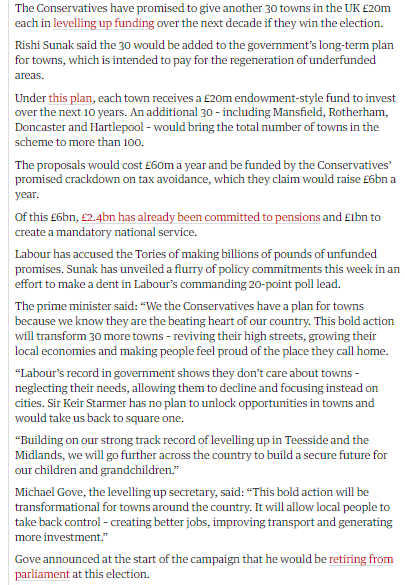 The Conservatives have promised to give another 30 towns in the UK £20m
each in levelling up funding over the next decade if they win the election.
Rishi Sunak said the 30 would be added to the government's long-term plan
for towns, which is intended to pay for the regeneration of underfunded
areas.
Under this plan, each town receives a £20m endowment-style fund to invest
over the next 10 years. An additional 30 – including Mansfield, Rotherham,
Doncaster and Hartlepool – would bring the total number of towns in the
scheme to more than 100.
The proposals would cost £60m a year and be funded by the Conservatives'
promised crackdown on tax avoidance, which they claim would raise £6bn a
year.
Of this £6bn, £2.4bn has already been committed to pensions and £1bn to
create a mandatory national service.
Labour has accused the Tories of making billions of pounds of unfunded
promises. Sunak has unveiled a flurry of policy commitments this week in an
effort to make a dent in Labour's commanding 20-point poll lead.
The prime minister said: “We the Conservatives have a plan for towns
because we know they are the beating heart of our country. This bold action
will transform 30 more towns – reviving their high streets, growing their
local economies and making people feel proud of the place they call home.
“Labour's record in government shows they don't care about towns –
neglecting their needs, allowing them to decline and focusing instead on
cities. Sir Keir Starmer has no plan to unlock opportunities in towns and
would take us back to square one.
“Building on our strong track record of levelling up in Teesside and the
Midlands, we will go further across the country to build a secure future for
our children and grandchildren.”
Michael Gove, the levelling up secretary, said: “This bold action will be
transformational for towns around the country. It will allow local people to
take back control – creating better jobs, improving transport and generating
more investment.”
Gove announced at the start of the campaign that he would be retiring from
parliament at this election.